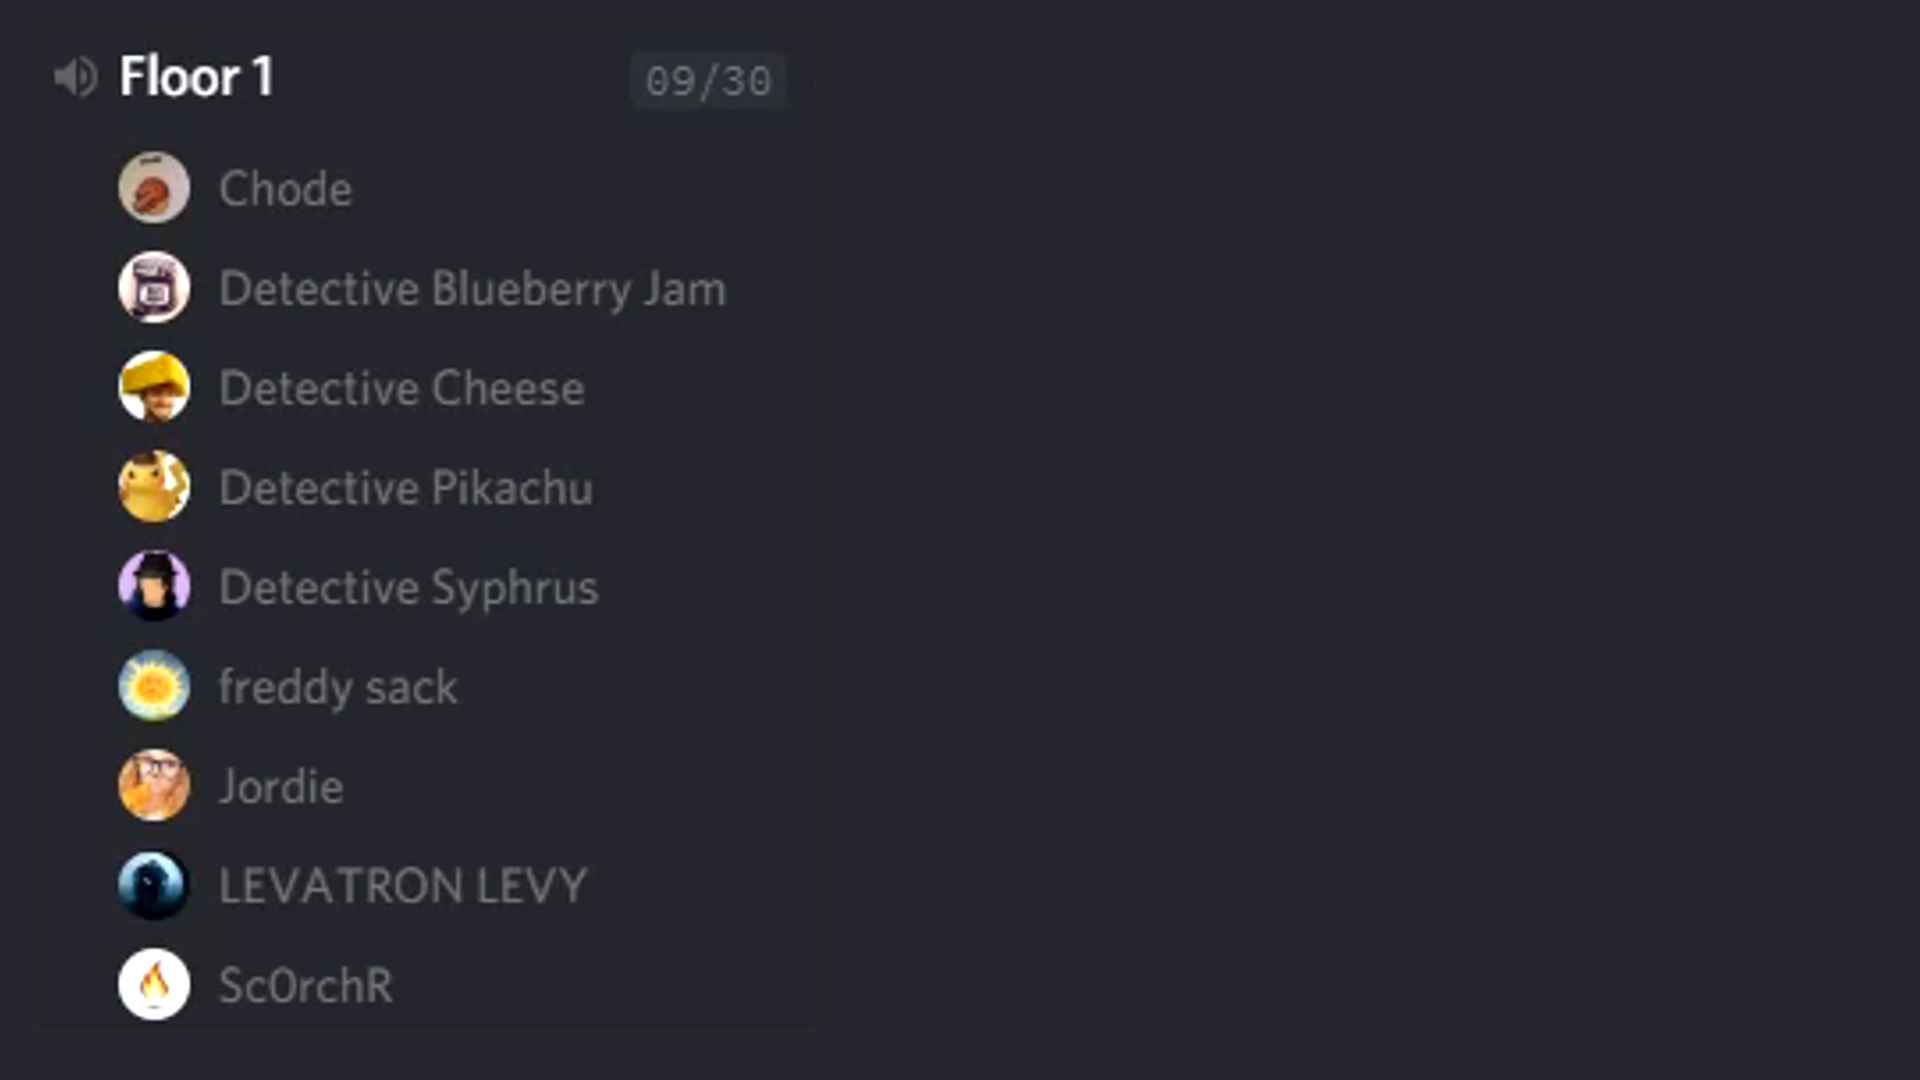 Floor 1
09/30
Chode
Detective Blueberry Jam
Detective Cheese
Detective Pikachu
Detective Syphrus
freddy sack
Jordie
LEVATRON LEVY
Sc0rchR